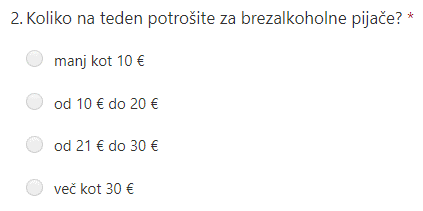 2. Koliko na teden potrošite za brezalkoholne pijače? *
manj kot 10 €
od 10 € do 20 €
od 21 € do 30 €
več kot 30 €